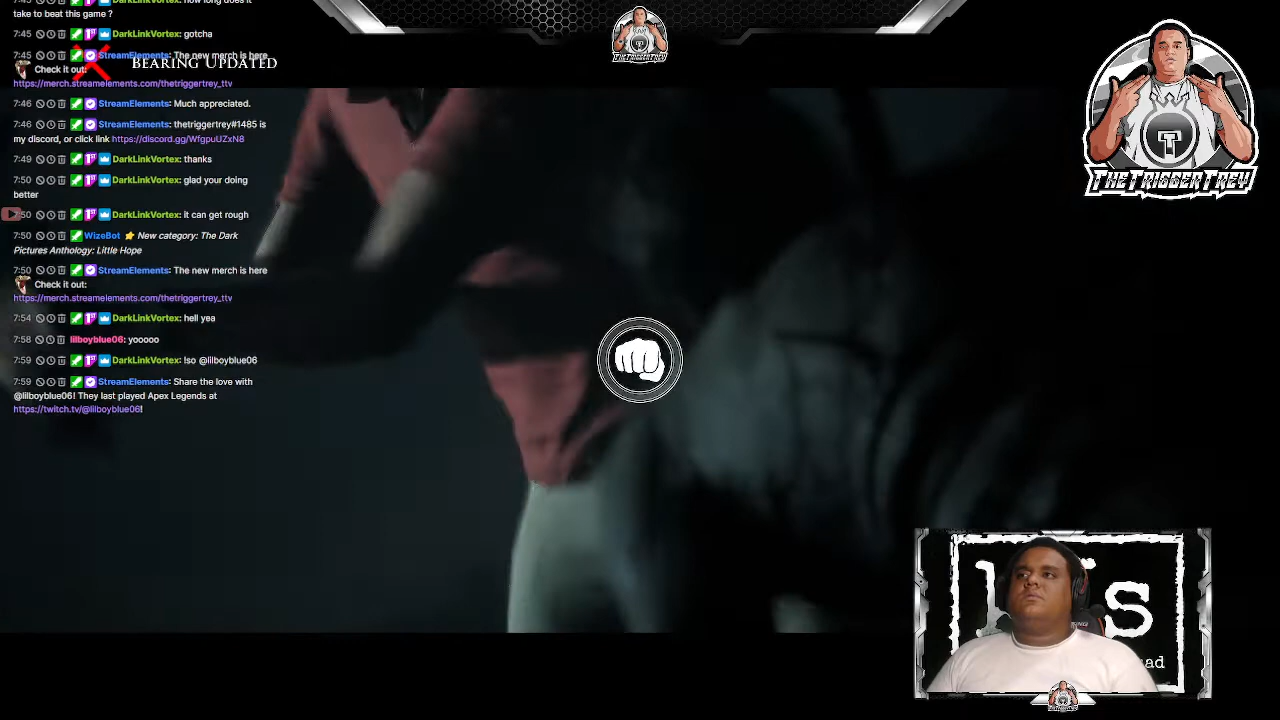 7:45 now long does it
take to beat this game ?
7:45 DarkLinkVortex: gotcha
7:45 StreamElements: The new merch is here
Check it out:
BEARING UPDATED
https://merch.streamelements.com/thetriggertrey_ttv
7:46 StreamElements: Much appreciated.
7:46 StreamElements: thetriggertrey#1485 is
my discord, or click link https://discord.gg/WfgpuUZxN8
7:49 DarkLinkVortex: thanks
7:50 DarkLinkVortex: glad your doing
better
50 DarkLinkVortex: it can get rough
7:50 WizeBot New category: The Dark
Pictures Anthology: Little Hope
7:50 StreamElements: The new merch is here
Check it out:
https://merch.streamelements.com/thetriggertrey_ttv
7:54 DarkLinkVortex: hell yea
7:58 lilboyblue06: yooooo
7:59 DarkLinkVortex: !so @lilboyblue06
7:59 StreamElements: Share the love with
@lilboyblue06! They last played Apex Legends at
https://twitch.tv/@lilboyblue06!
THETRIGGERTREY
T
THETRIGGERTREY
s
ad